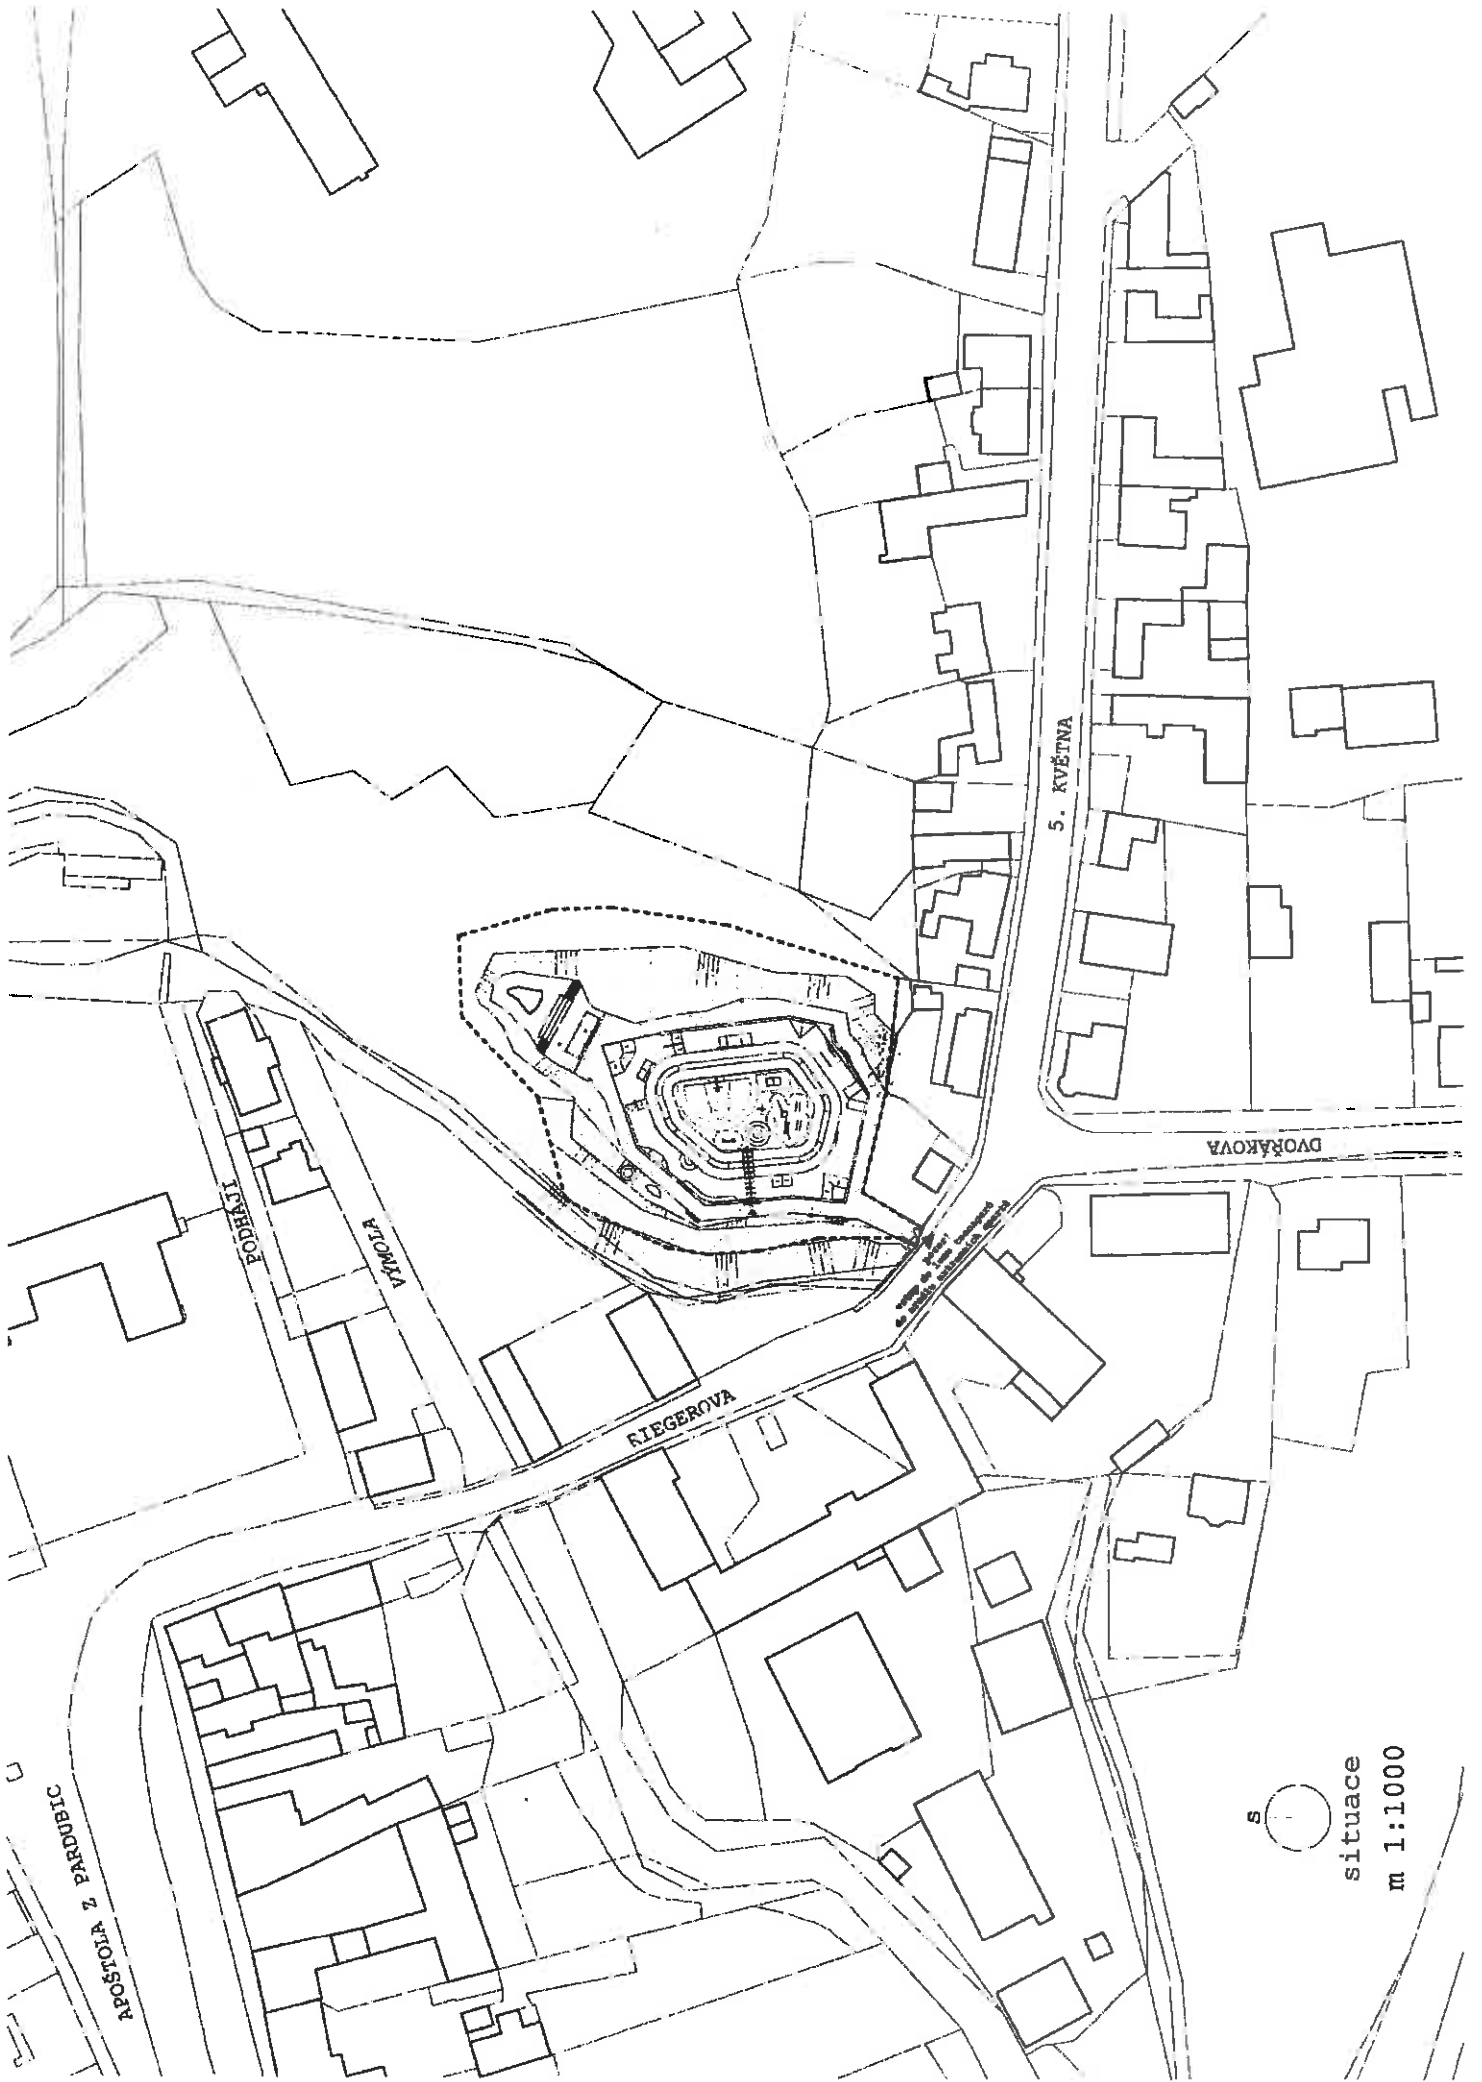 APOŠTOLA Z PARDUBIC
PODHÁJÍ
VÝMOLA
RIEGEROVA
5. KVĚTNA
DVOŘÁKOVA
S
situace
m 1:1000